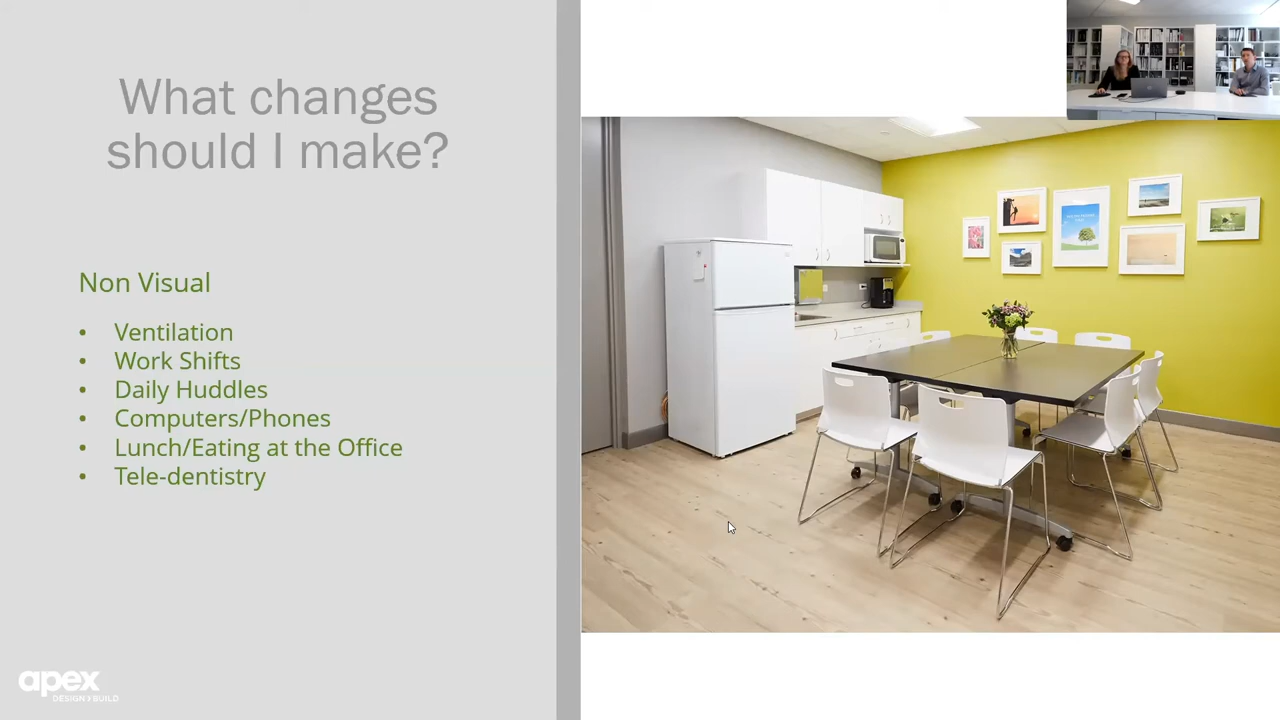 What changes
should I make?
Non Visual
• Ventilation
• Work Shifts
• Daily Huddles
• Computers/Phones
• Lunch/Eating at the Office
• Tele-dentistry
apex
DESIGN > BUILD